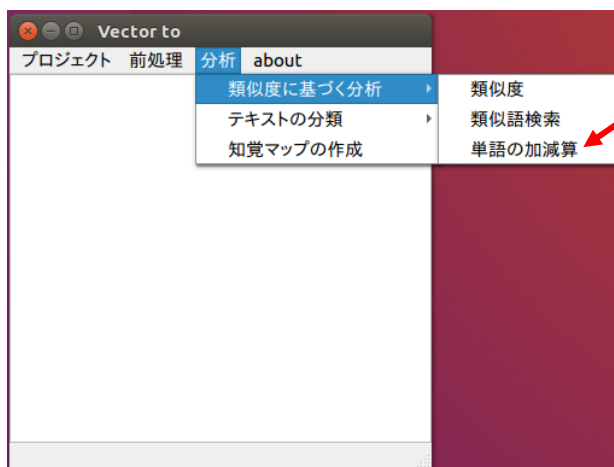 Vector to
プロジェクト 前処理 分析 about
類似度に基づく分析
テキストの分類
知覚マップの作成
類似度
類似語検索
単語の加減算